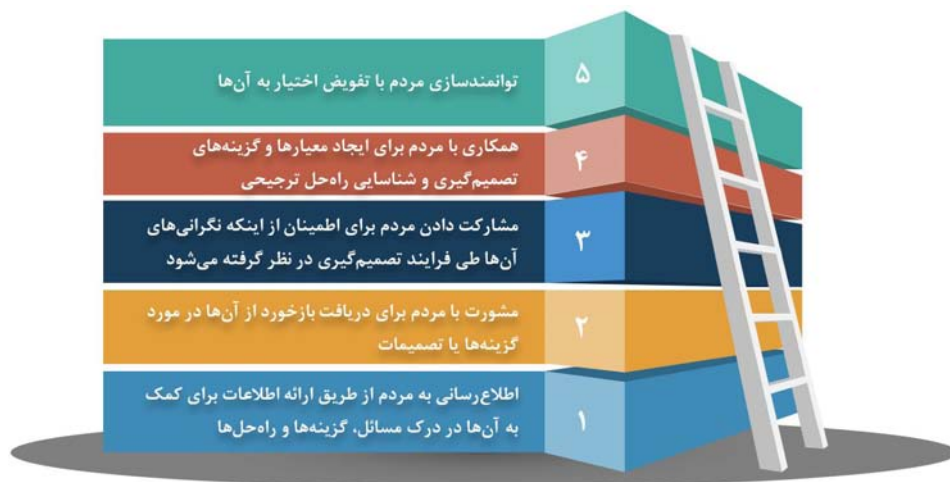 ۵
توانمندسازی مردم با تفویض اختیار به آن‌ها
۴
همکاری با مردم برای ایجاد معیارها و گزینه‌های
تصمیم‌گیری و شناسایی راه‌حل ترجیحی
۳
مشارکت دادن مردم برای اطمینان از اینکه نگرانی‌های
آن‌ها طی فرایند تصمیم‌گیری در نظر گرفته می‌شود
۲
مشورت با مردم برای دریافت بازخورد از آن‌ها در مورد
گزینه‌ها یا تصمیمات
۱
اطلاع‌رسانی به مردم از طریق ارائه اطلاعات برای کمک
به آن‌ها در درک مسائل، گزینه‌ها و راه‌حل‌ها